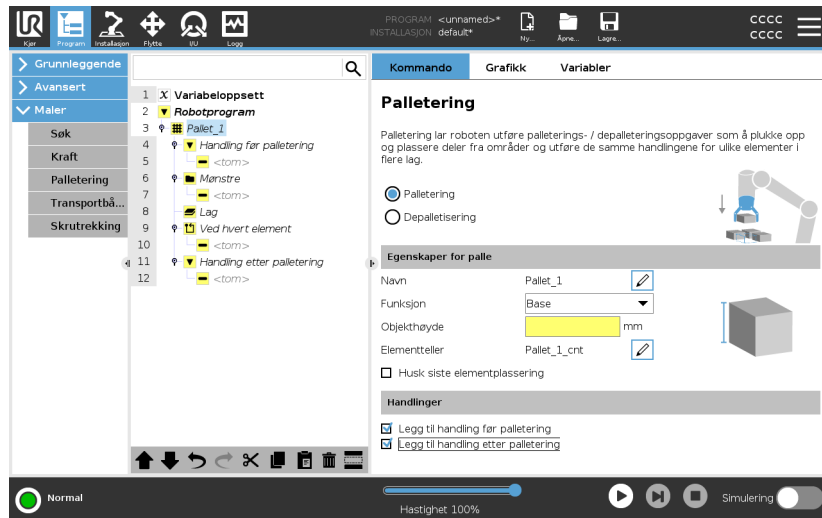 UR
PROGRAM <unnamed>*
INSTALLASJON default*
cccc
cccc
Kjør Program Installasjon Flytte I/U Logg Ny... Åpne... Lagre...
Grunnleggende
Avansert
Maler
Søk
Kraft
Palletering
Transportbå...
Skrutrekking
1 X Variabeloppsett
2 Robotprogram
3 Pallet_1
4 Handling før palletering
5 <tom>
6 Mønstre
7 <tom>
8 Lag
9 Ved hvert element
10 <tom>
11 Handling etter palletering
12 <tom>
Kommando Grafikk Variabler
Palletering
Palletering lar roboten utføre palleterings- / depalleteringsoppgaver som å plukke opp
og plassere deler fra områder og utføre de samme handlingene for ulike elementer i
flere lag.
Palletering
Depalletisering
Egenskaper for palle
Navn Pallet_1
Funksjon Base
Objekthøyde mm
Elementteller Pallet_1_cnt
Husk siste elementplassering
Handlinger
Legg til handling før palletering
Legg til handling etter palletering
Normal
Hastighet 100%
Simulering